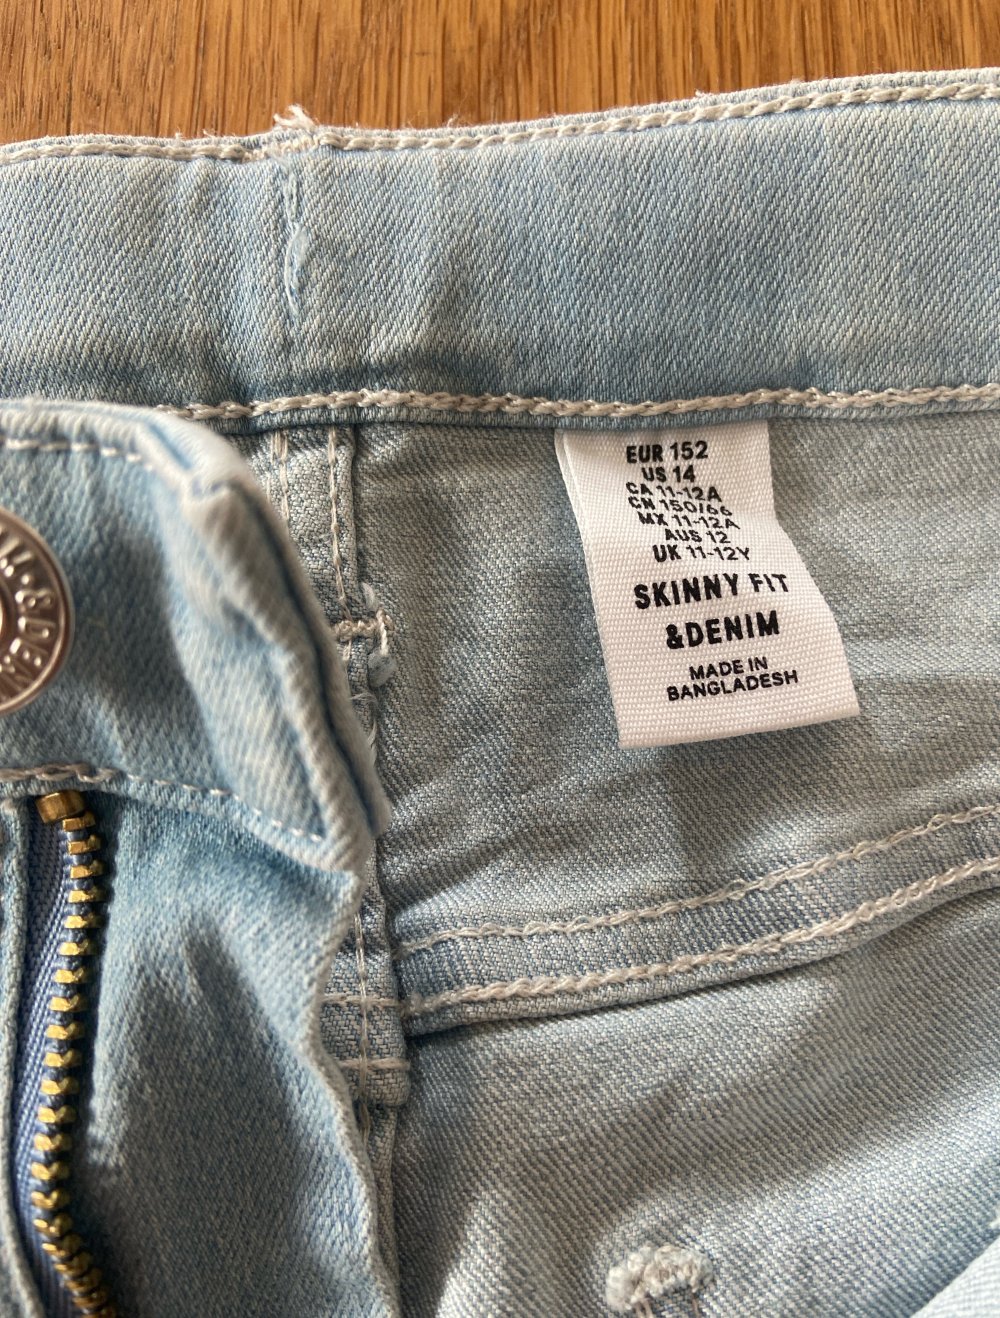 EUR 152
US 14
CA 11-12A
CN 150/66
MX 11-12A
AUS 12
UK 11-12Y
SKINNY FIT
&DENIM
MADE IN
BANGLADESH